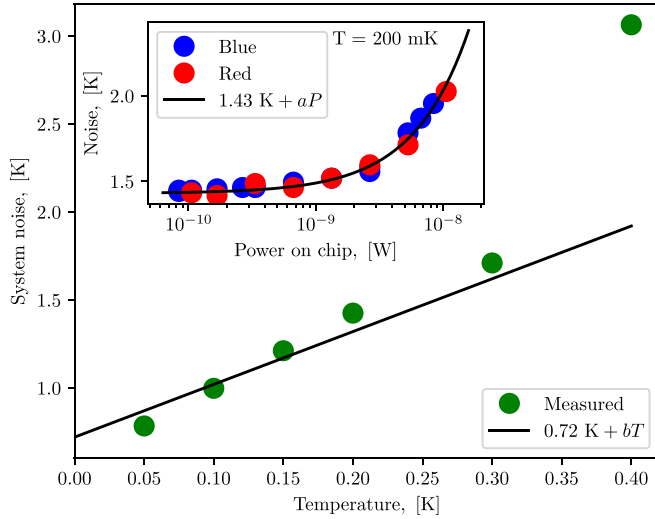 3.0
2.5
2.0
1.5
1.0
System noise, [K]
Blue
Red
1.43 K + aP
T = 200 mK
2.0
1.5
Noise, [K]
10⁻¹⁰
10⁻⁹
10⁻⁸
Power on chip, [W]
Measured
0.72 K + bT
0.00 0.05 0.10 0.15 0.20 0.25 0.30 0.35 0.40
Temperature, [K]